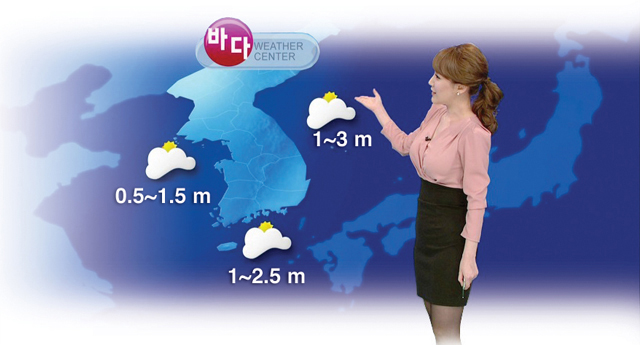 바다
WEATHER
CENTER
1~3 m
0.5~1.5 m
1~2.5 m